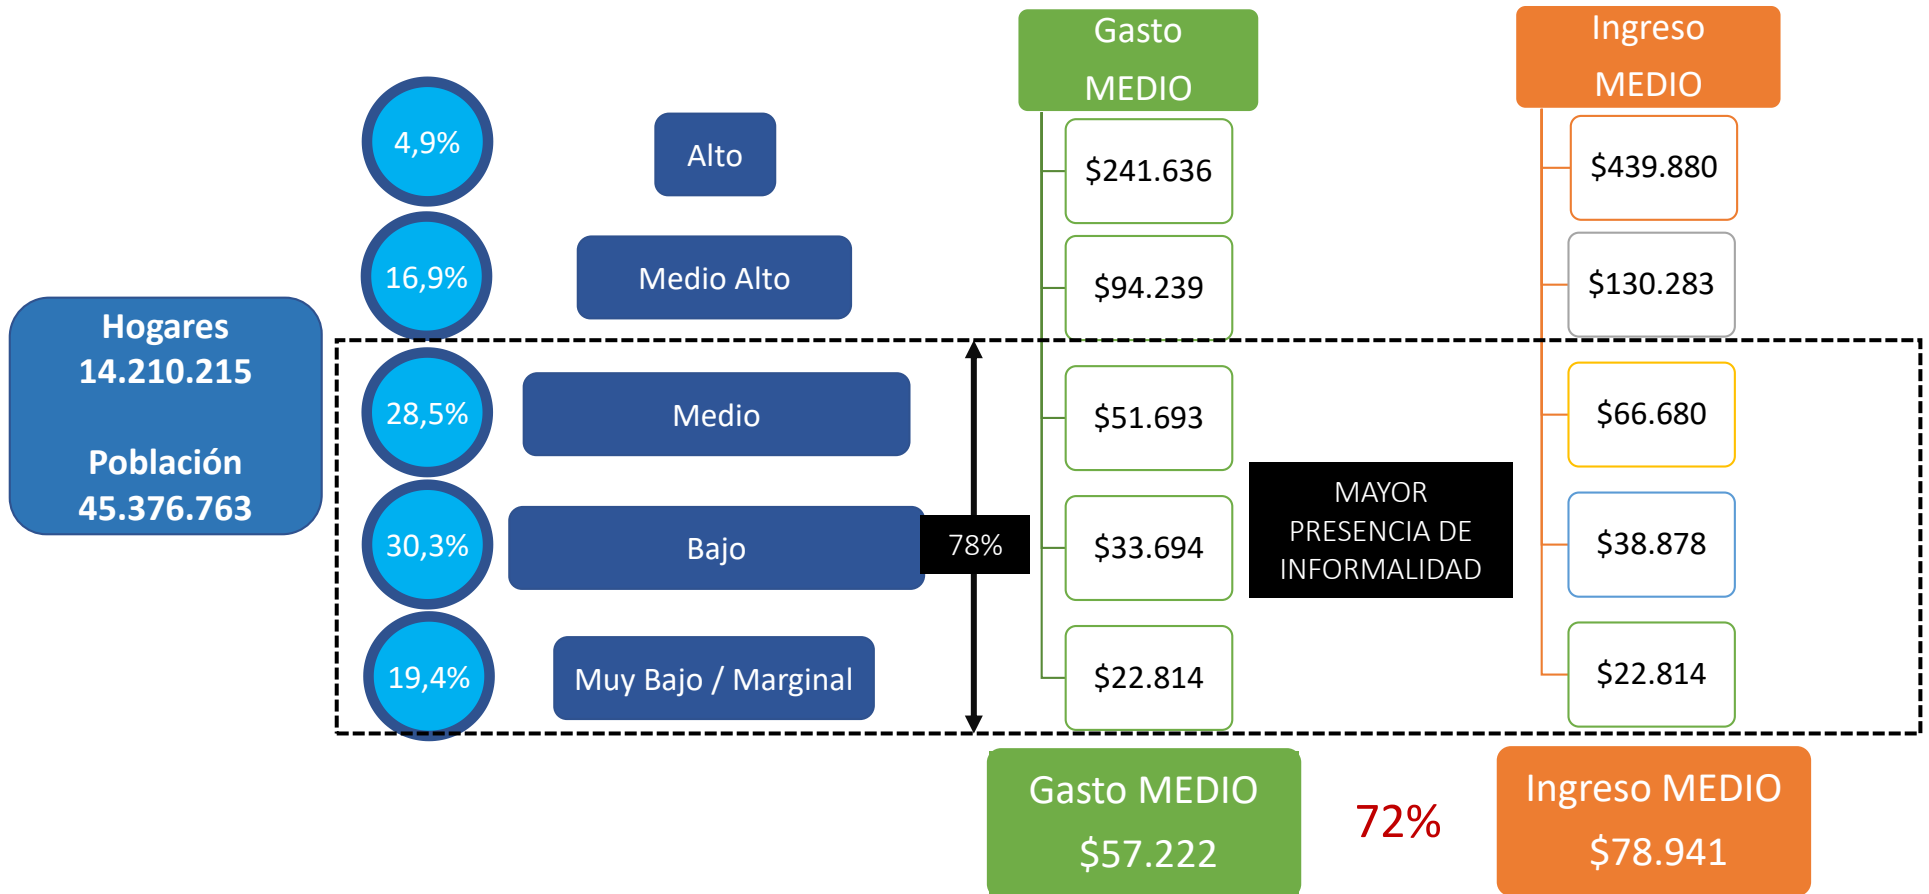 Gasto
MEDIO
Ingreso
MEDIO
4,9%
Alto
$241.636
$439.880
16,9%
Medio Alto
$94.239
$130.283
Hogares
14.210.215
Población
45.376.763
28,5%
Medio
$51.693
$66.680
30,3%
Bajo
78%
$33.694
MAYOR
PRESENCIA DE
INFORMALIDAD
$38.878
19,4%
Muy Bajo / Marginal
$22.814
$22.814
Gasto MEDIO
$57.222
72%
Ingreso MEDIO
$78.941